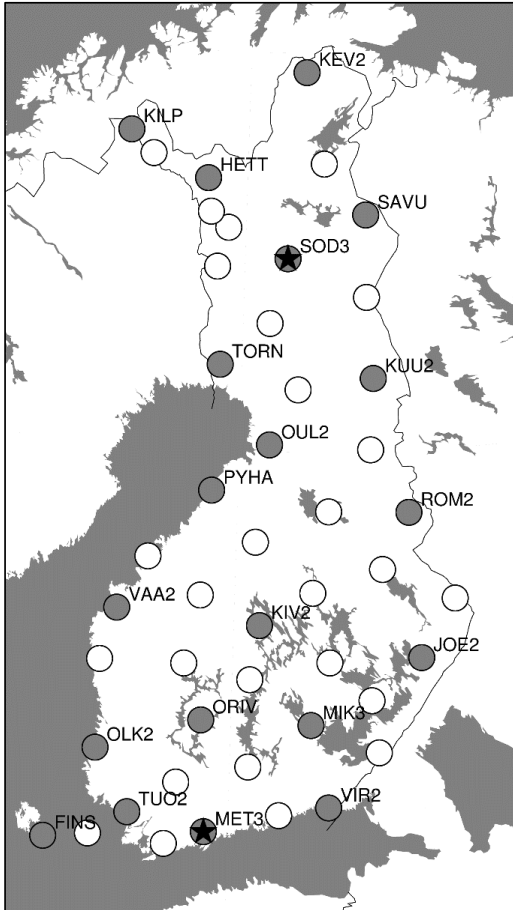 KEV2
KILP
HETT
SAVU
SOD3
TORN
KUU2
OUL2
PYHA
ROM2
VAA2
KIV2
JOE2
ORIV
MIK3
OLK2
TUO2
VIR2
FINS
MET3